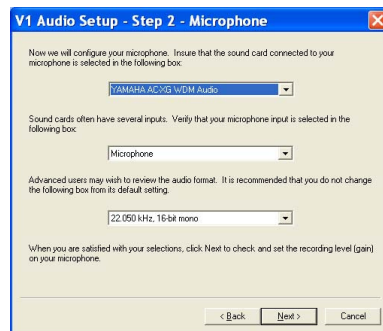 V1 Audio Setup - Step 2 - Microphone
Now we will configure your microphone. Insure that the sound card connected to your
microphone is selected in the following box:
YAMAHA AC-XG WDM Audio
Sound cards often have several inputs. Verify that your microphone input is selected in the
following box:
Microphone
Advanced users may wish to review the audio format. It is recommended that you do not change
the following box from its default setting.
22.050 kHz, 16-bit mono
When you are satisfied with your selections, click Next to check and set the recording level (gain)
on your microphone.
< Back
Next >
Cancel